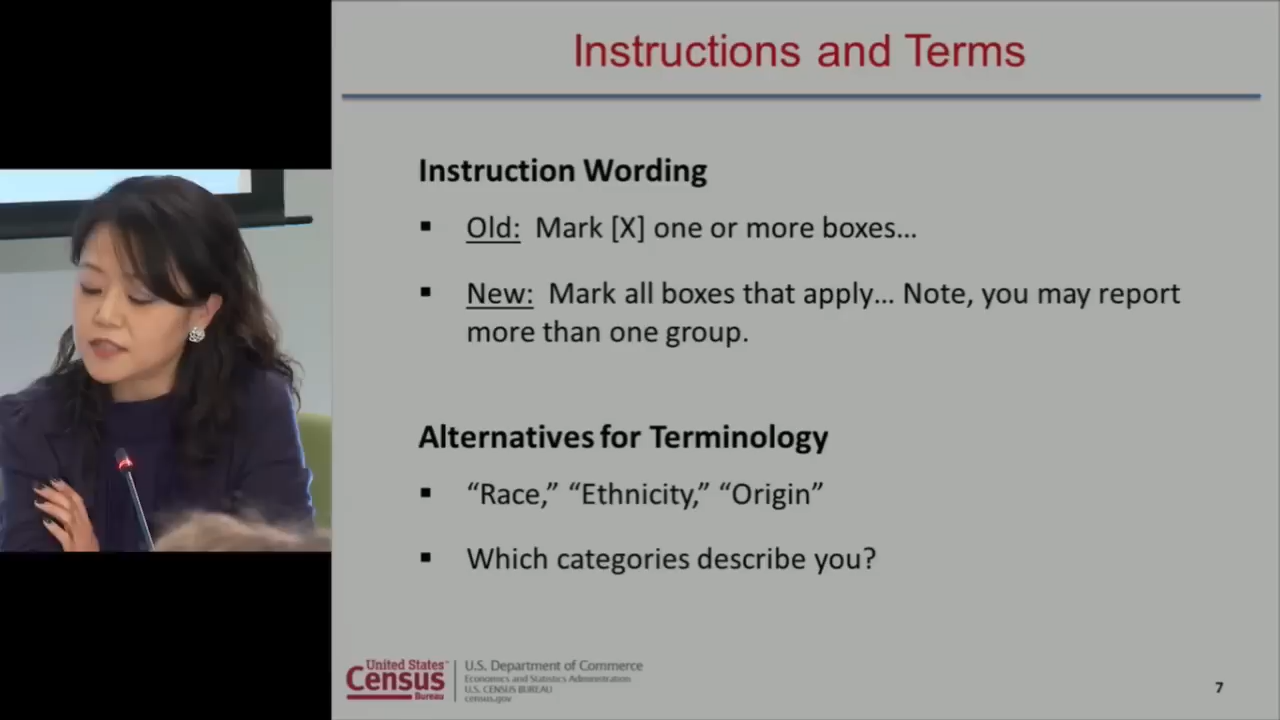 Instructions and Terms
Instruction Wording
▪ Old: Mark [X] one or more boxes...
▪ New: Mark all boxes that apply... Note, you may report
more than one group.
Alternatives for Terminology
▪ “Race,” “Ethnicity,” “Origin”
▪ Which categories describe you?
United States™
Census
Bureau
U.S. Department of Commerce
Economics and Statistics Administration
U.S. CENSUS BUREAU
census.gov
7